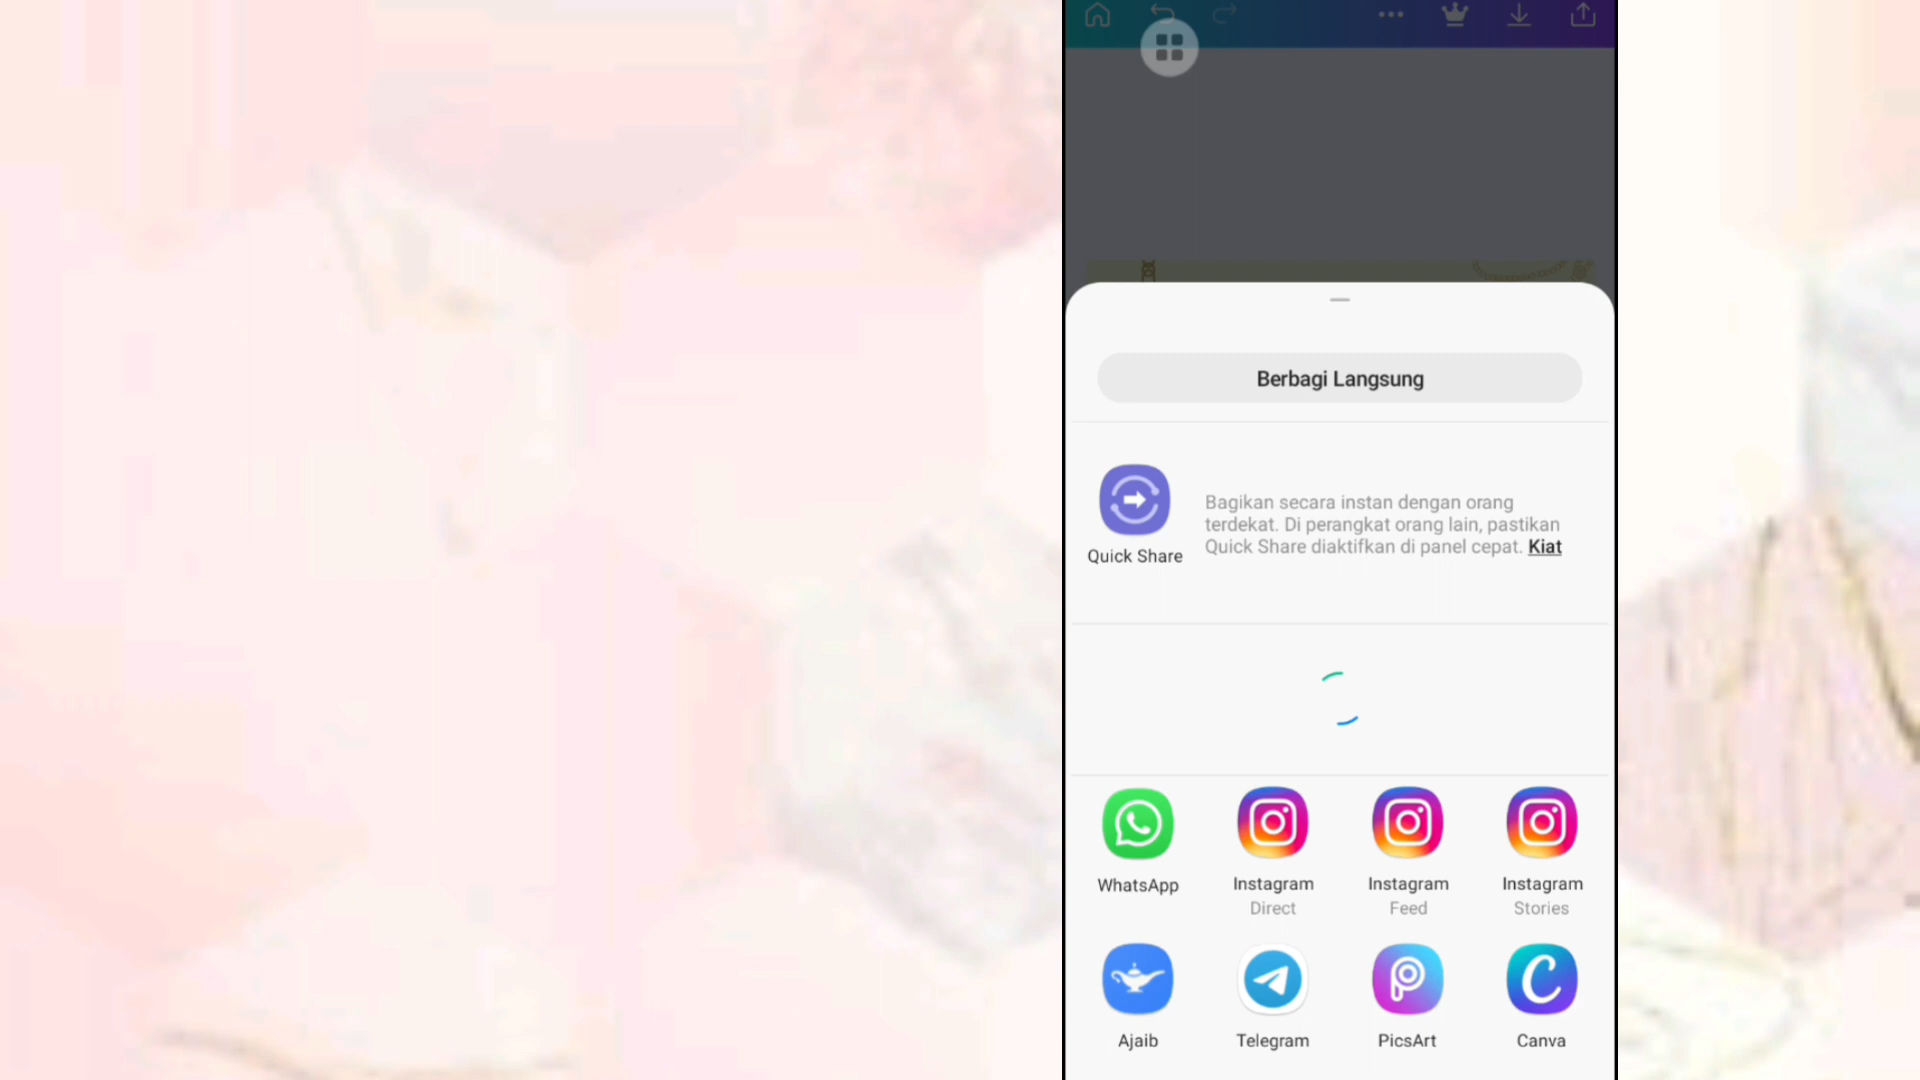 Berbagi Langsung
Bagikan secara instan dengan orang
terdekat. Di perangkat orang lain, pastikan
Quick Share diaktifkan di panel cepat. Kiat
Quick Share
WhatsApp
Instagram
Direct
Instagram
Feed
Instagram
Stories
Ajaib
Telegram
PicsArt
Canva